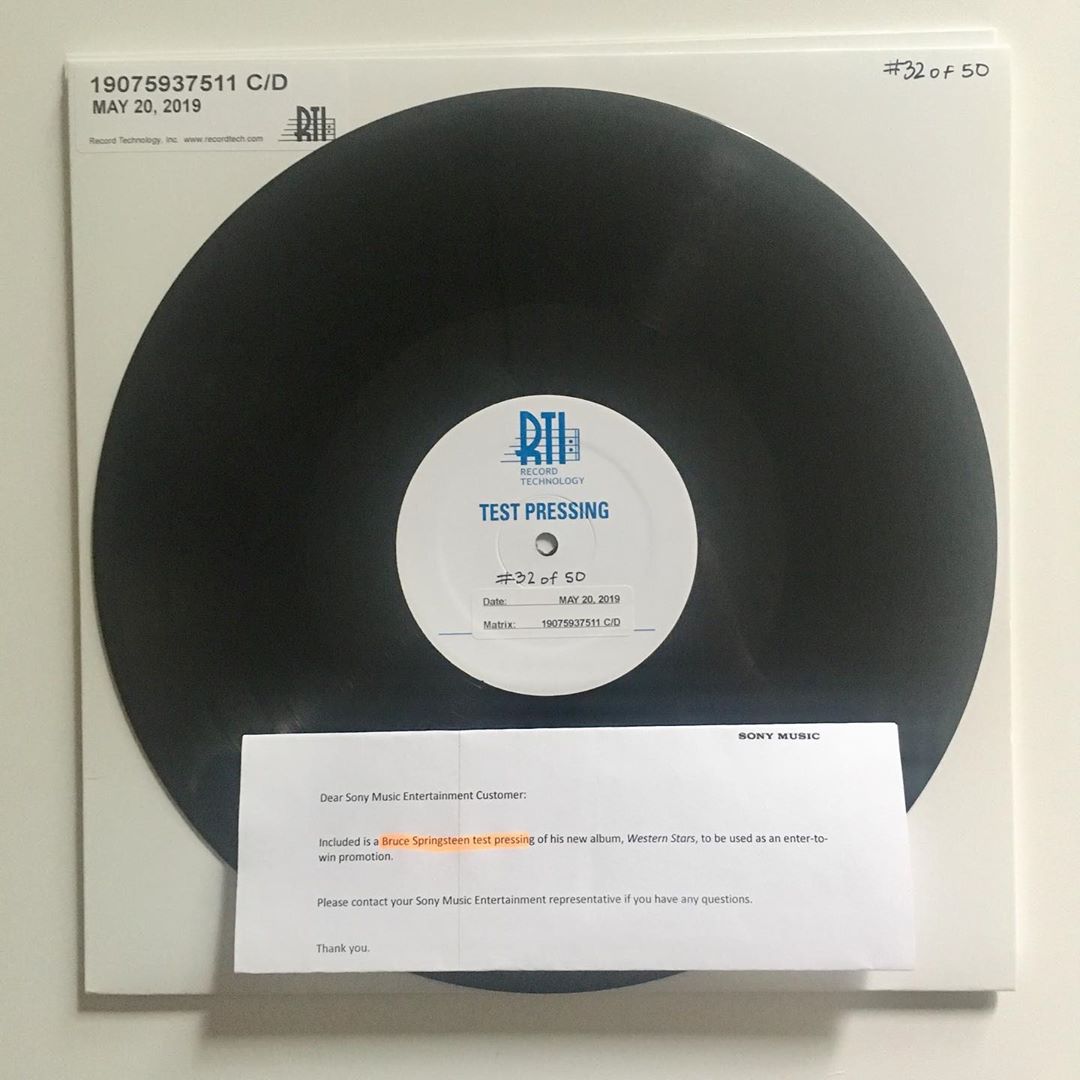 19075937511 C/D
MAY 20, 2019
Record Technology, Inc. www.recordtech.com
RTI
#32 of 50
RTI
RECORD
TECHNOLOGY
TEST PRESSING
#32 of 50
Date: MAY 20, 2019
Matrix: 19075937511 C/D
SONY MUSIC
Dear Sony Music Entertainment Customer:
Included is a Bruce Springsteen test pressing of his new album, Western Stars, to be used as an enter-to-
win promotion.
Please contact your Sony Music Entertainment representative if you have any questions.
Thank you.